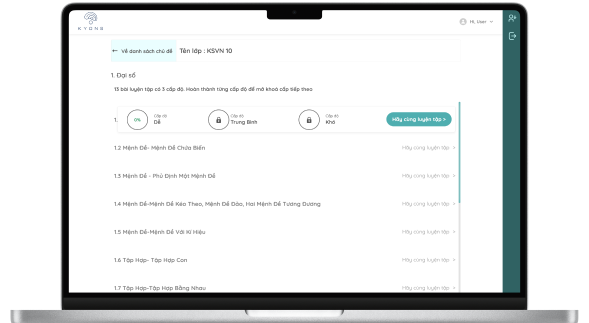 KYONS
Hi, User
← Về danh sách chủ đề Tên lớp : KSVN 10
1. Đại số
13 bài luyện tập có 3 cấp độ. Hoàn thành từng cấp độ để mở khoá cấp tiếp theo
1. 0% Cấp độ Dễ Cấp độ Trung Bình Cấp độ Khó Hãy cùng luyện tập >
1.2 Mệnh Đề- Mệnh Đề Chứa Biến Hãy cùng luyện tập >
1.3 Mệnh Đề - Phủ Định Một Mệnh Đề Hãy cùng luyện tập >
1.4 Mệnh Đề-Mệnh Đề Kéo Theo, Mệnh Đề Đảo, Hai Mệnh Đề Tương Đương Hãy cùng luyện tập >
1.5 Mệnh Đề-Mệnh Đề Với Kí Hiệu Hãy cùng luyện tập >
1.6 Tập Hợp- Tập Hợp Con Hãy cùng luyện tập >
1.7 Tập Hợp-Tập Hợp Bằng Nhau Hãy cùng luyện tập >